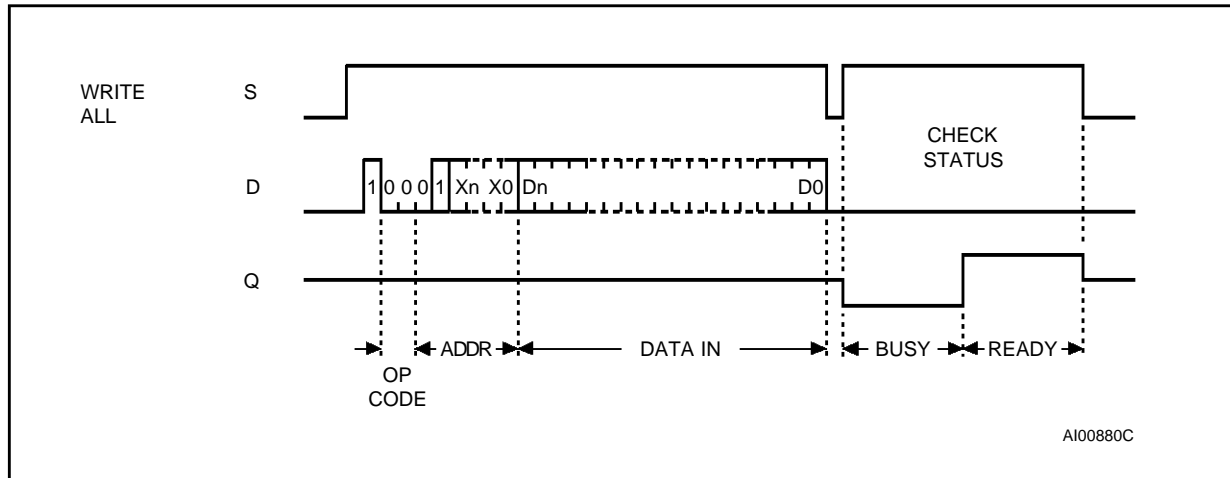 WRITE
ALL
S
CHECK
STATUS
D
1 0 0 0 1 Xn X0 Dn D0
Q
ADDR DATA IN BUSY READY
OP
CODE
AI00880C